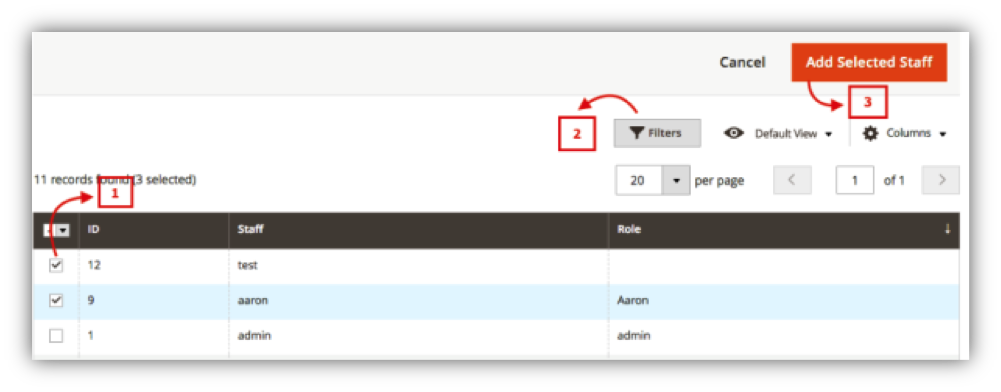 Cancel Add Selected Staff
3
2 Filters Default View Columns
11 records found (3 selected) 20 per page 1 of 1
1
ID Staff Role ↓
12 test
9 aaron Aaron
1 admin admin